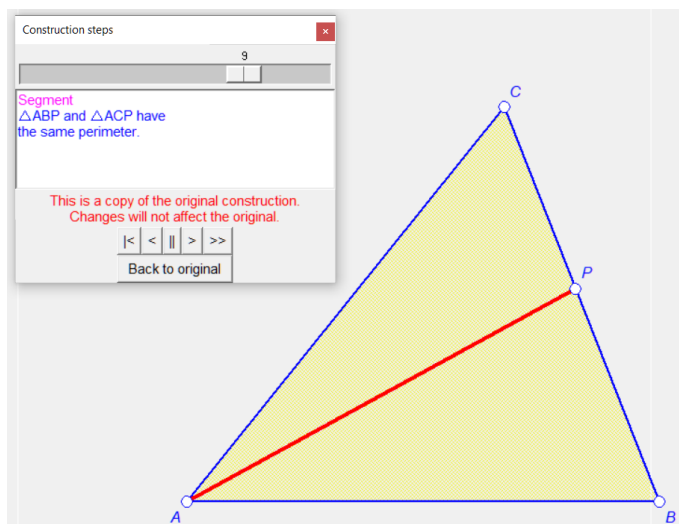 Construction steps
×
9
Segment
△ABP and △ACP have
the same perimeter.
This is a copy of the original construction.
Changes will not affect the original.
|< < || > >>
Back to original
C
P
A
B